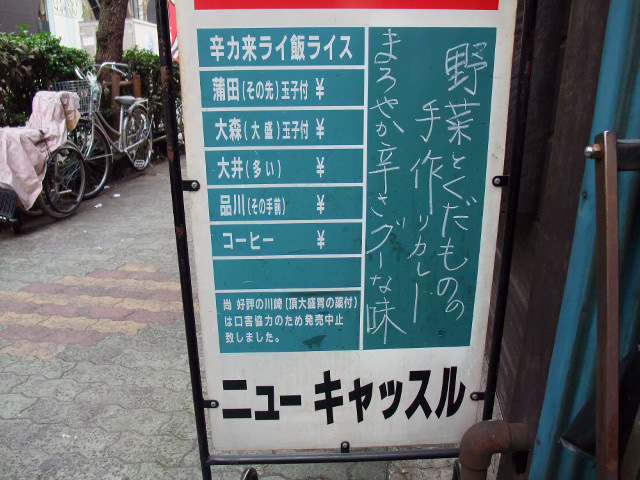 辛カ来ライ飯ライス
蒲田(その先)玉子付 ¥
大森(大盛)玉子付 ¥
大井(多い) ¥
品川(その手前) ¥
コーヒー ¥
尚 好評の川崎(頂大盛胃の薬付)
は口害協力のため発売中止
致しました。
野菜とくだものの
手作りカレー
まろやか辛さグーな味
ニューキャッスル